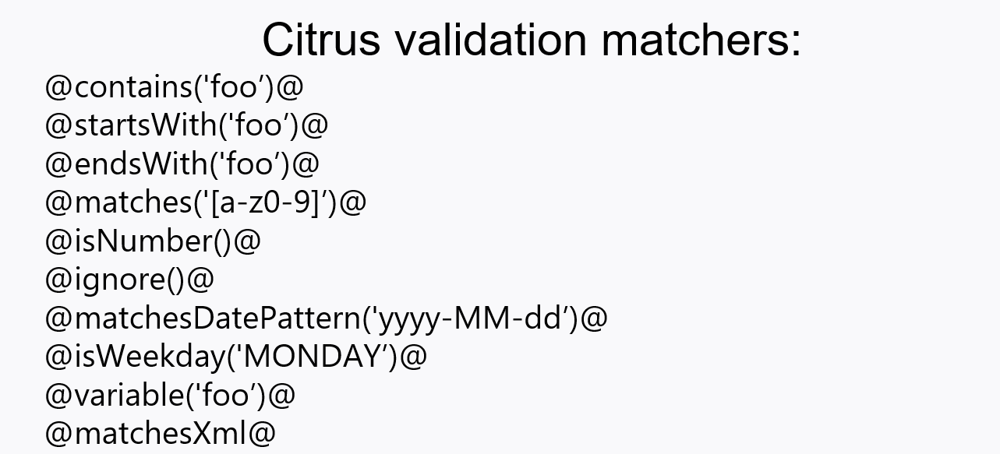 Citrus validation matchers:
@contains('foo’)@
@startsWith('foo’)@
@endsWith('foo’)@
@matches('[a-z0-9]’)@
@isNumber()@
@ignore()@
@matchesDatePattern('yyyy-MM-dd’)@
@isWeekday('MONDAY’)@
@variable('foo’)@
@matchesXml@